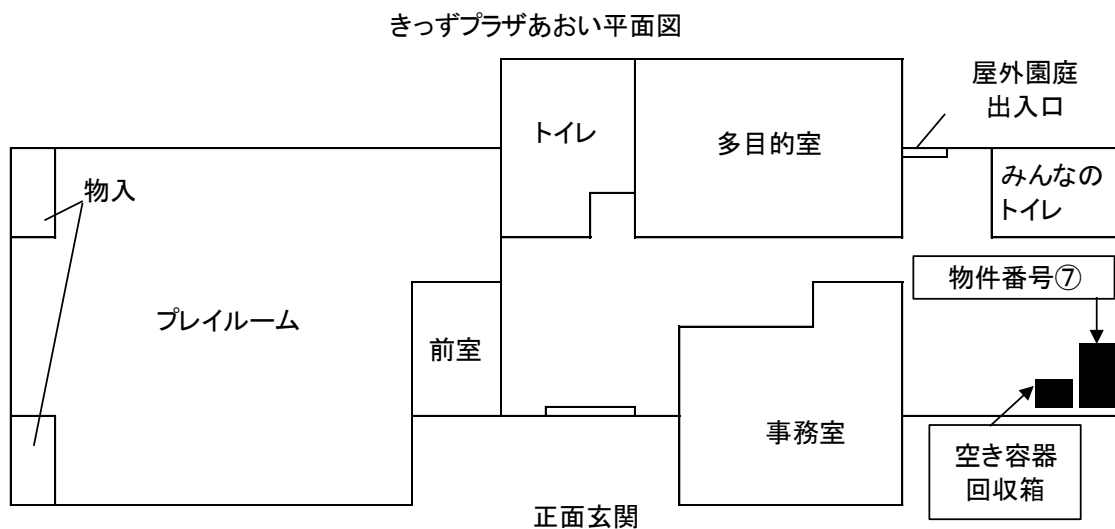 きっずプラザあおい平面図
屋外園庭
出入口
トイレ
多目的室
みんなの
トイレ
物入
物件番号⑦
プレイルーム
前室
事務室
空き容器
回収箱
正面玄関